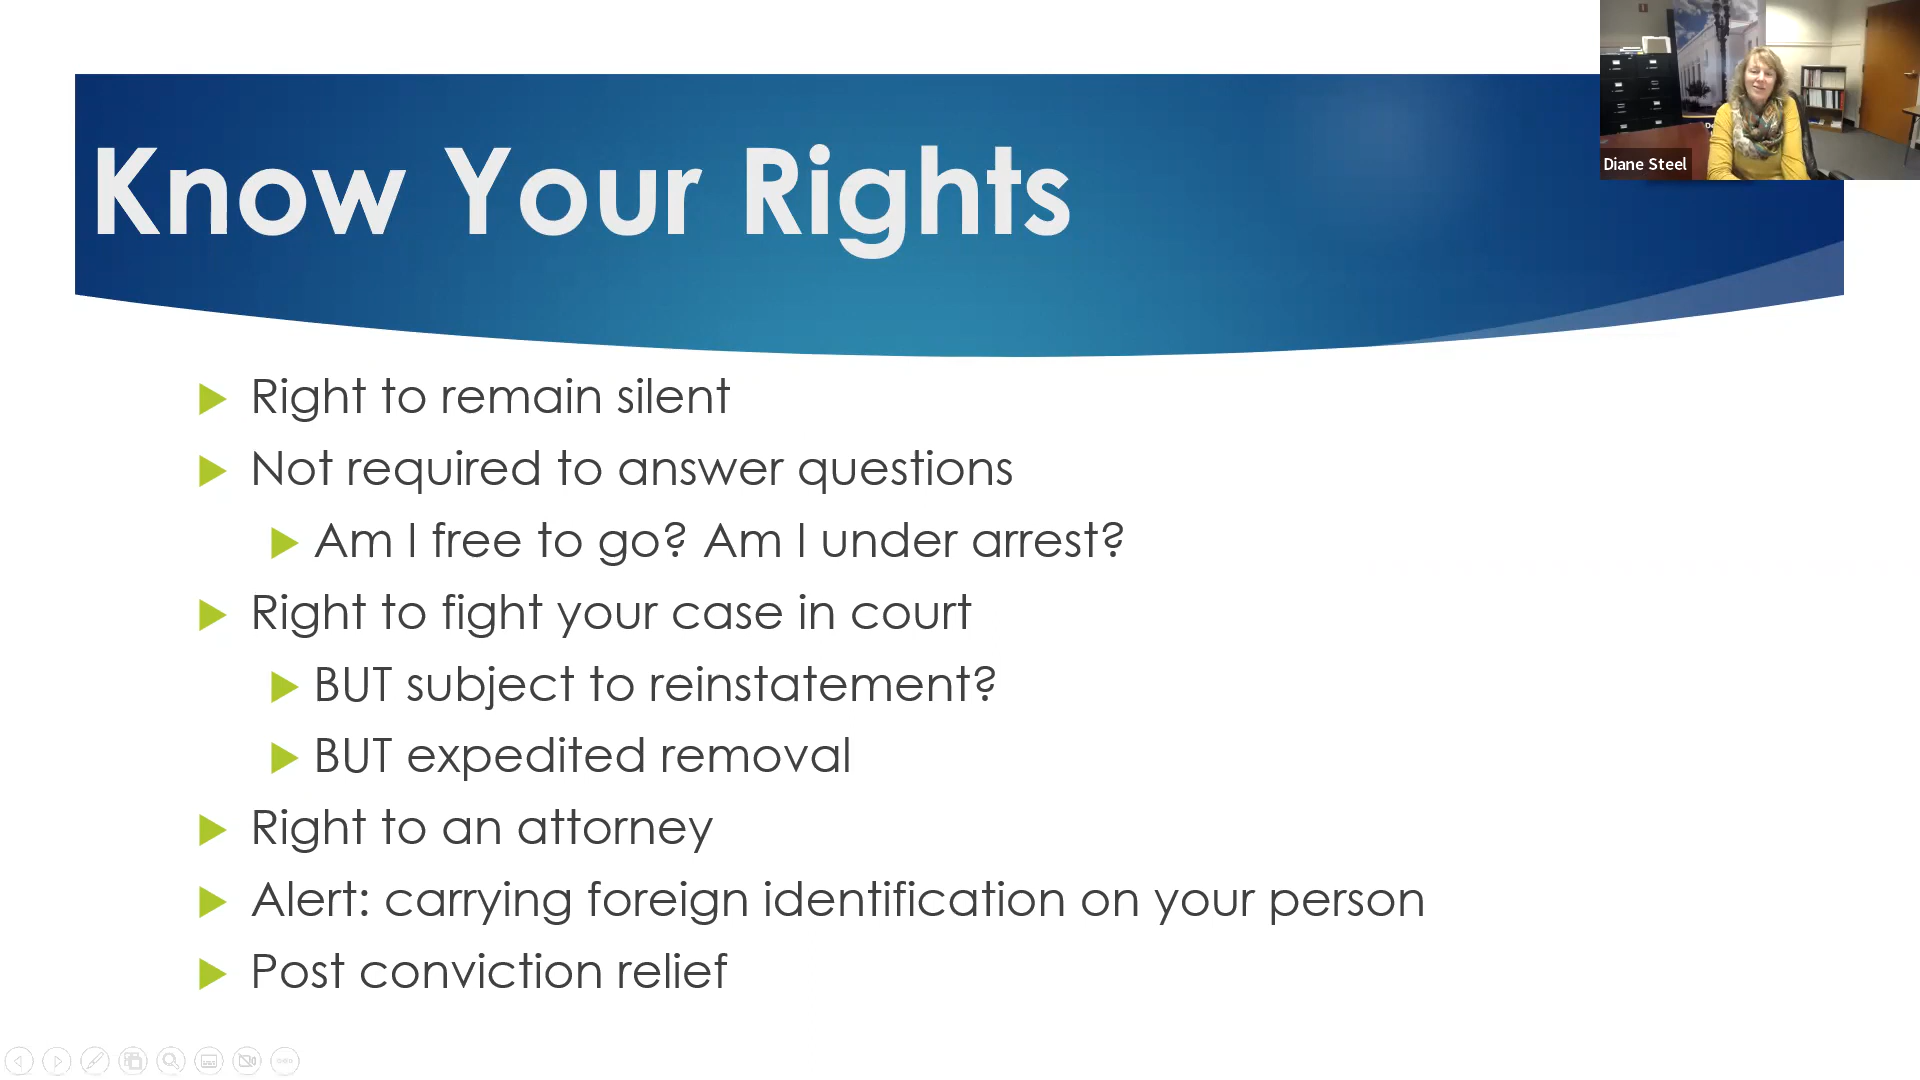 Know Your Rights
Diane Steel
Right to remain silent
Not required to answer questions
Am I free to go? Am I under arrest?
Right to fight your case in court
BUT subject to reinstatement?
BUT expedited removal
Right to an attorney
Alert: carrying foreign identification on your person
Post conviction relief